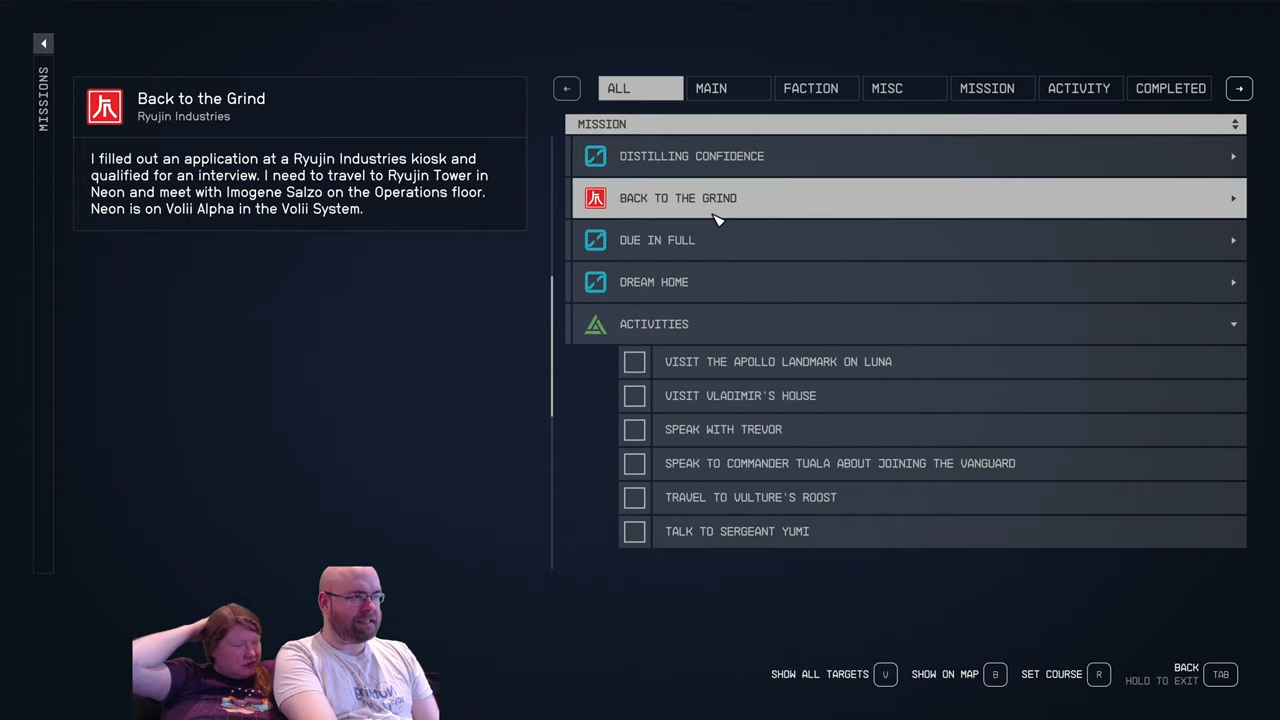 MISSIONS
Back to the Grind
Ryujin Industries
I filled out an application at a Ryujin Industries kiosk and
qualified for an interview. I need to travel to Ryujin Tower in
Neon and meet with Imogene Salzo on the Operations floor.
Neon is on Volii Alpha in the Volii System.
ALL MAIN FACTION MISC MISSION ACTIVITY COMPLETED
MISSION
DISTILLING CONFIDENCE
BACK TO THE GRIND
DUE IN FULL
DREAM HOME
ACTIVITIES
VISIT THE APOLLO LANDMARK ON LUNA
VISIT VLADIMIR'S HOUSE
SPEAK WITH TREVOR
SPEAK TO COMMANDER TUALA ABOUT JOINING THE VANGUARD
TRAVEL TO VULTURE'S ROOST
TALK TO SERGEANT YUMI
SHOW ALL TARGETS V SHOW ON MAP B SET COURSE R BACK TAB
HOLD TO EXIT